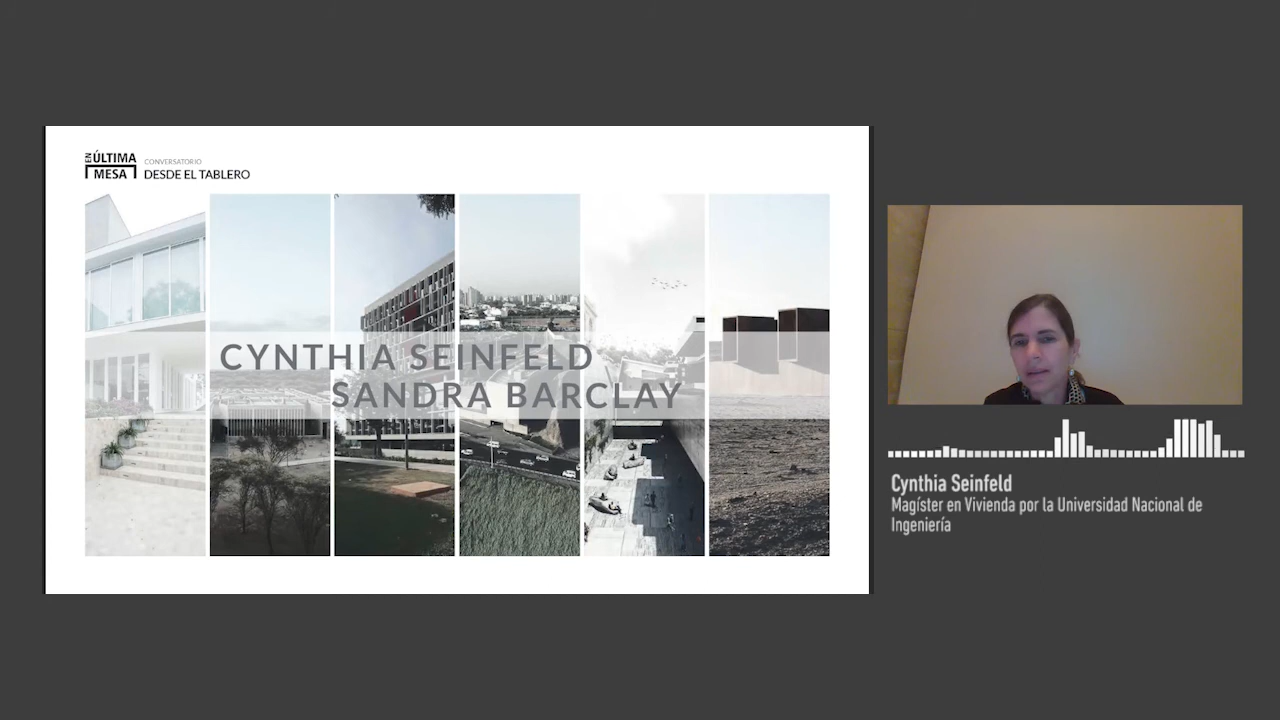 EN ÚLTIMA
MESA
CONVERSATORIO
DESDE EL TABLERO
CYNTHIA SEINFELD
SANDRA BARCLAY
Cynthia Seinfeld
Magíster en Vivienda por la Universidad Nacional de
Ingeniería